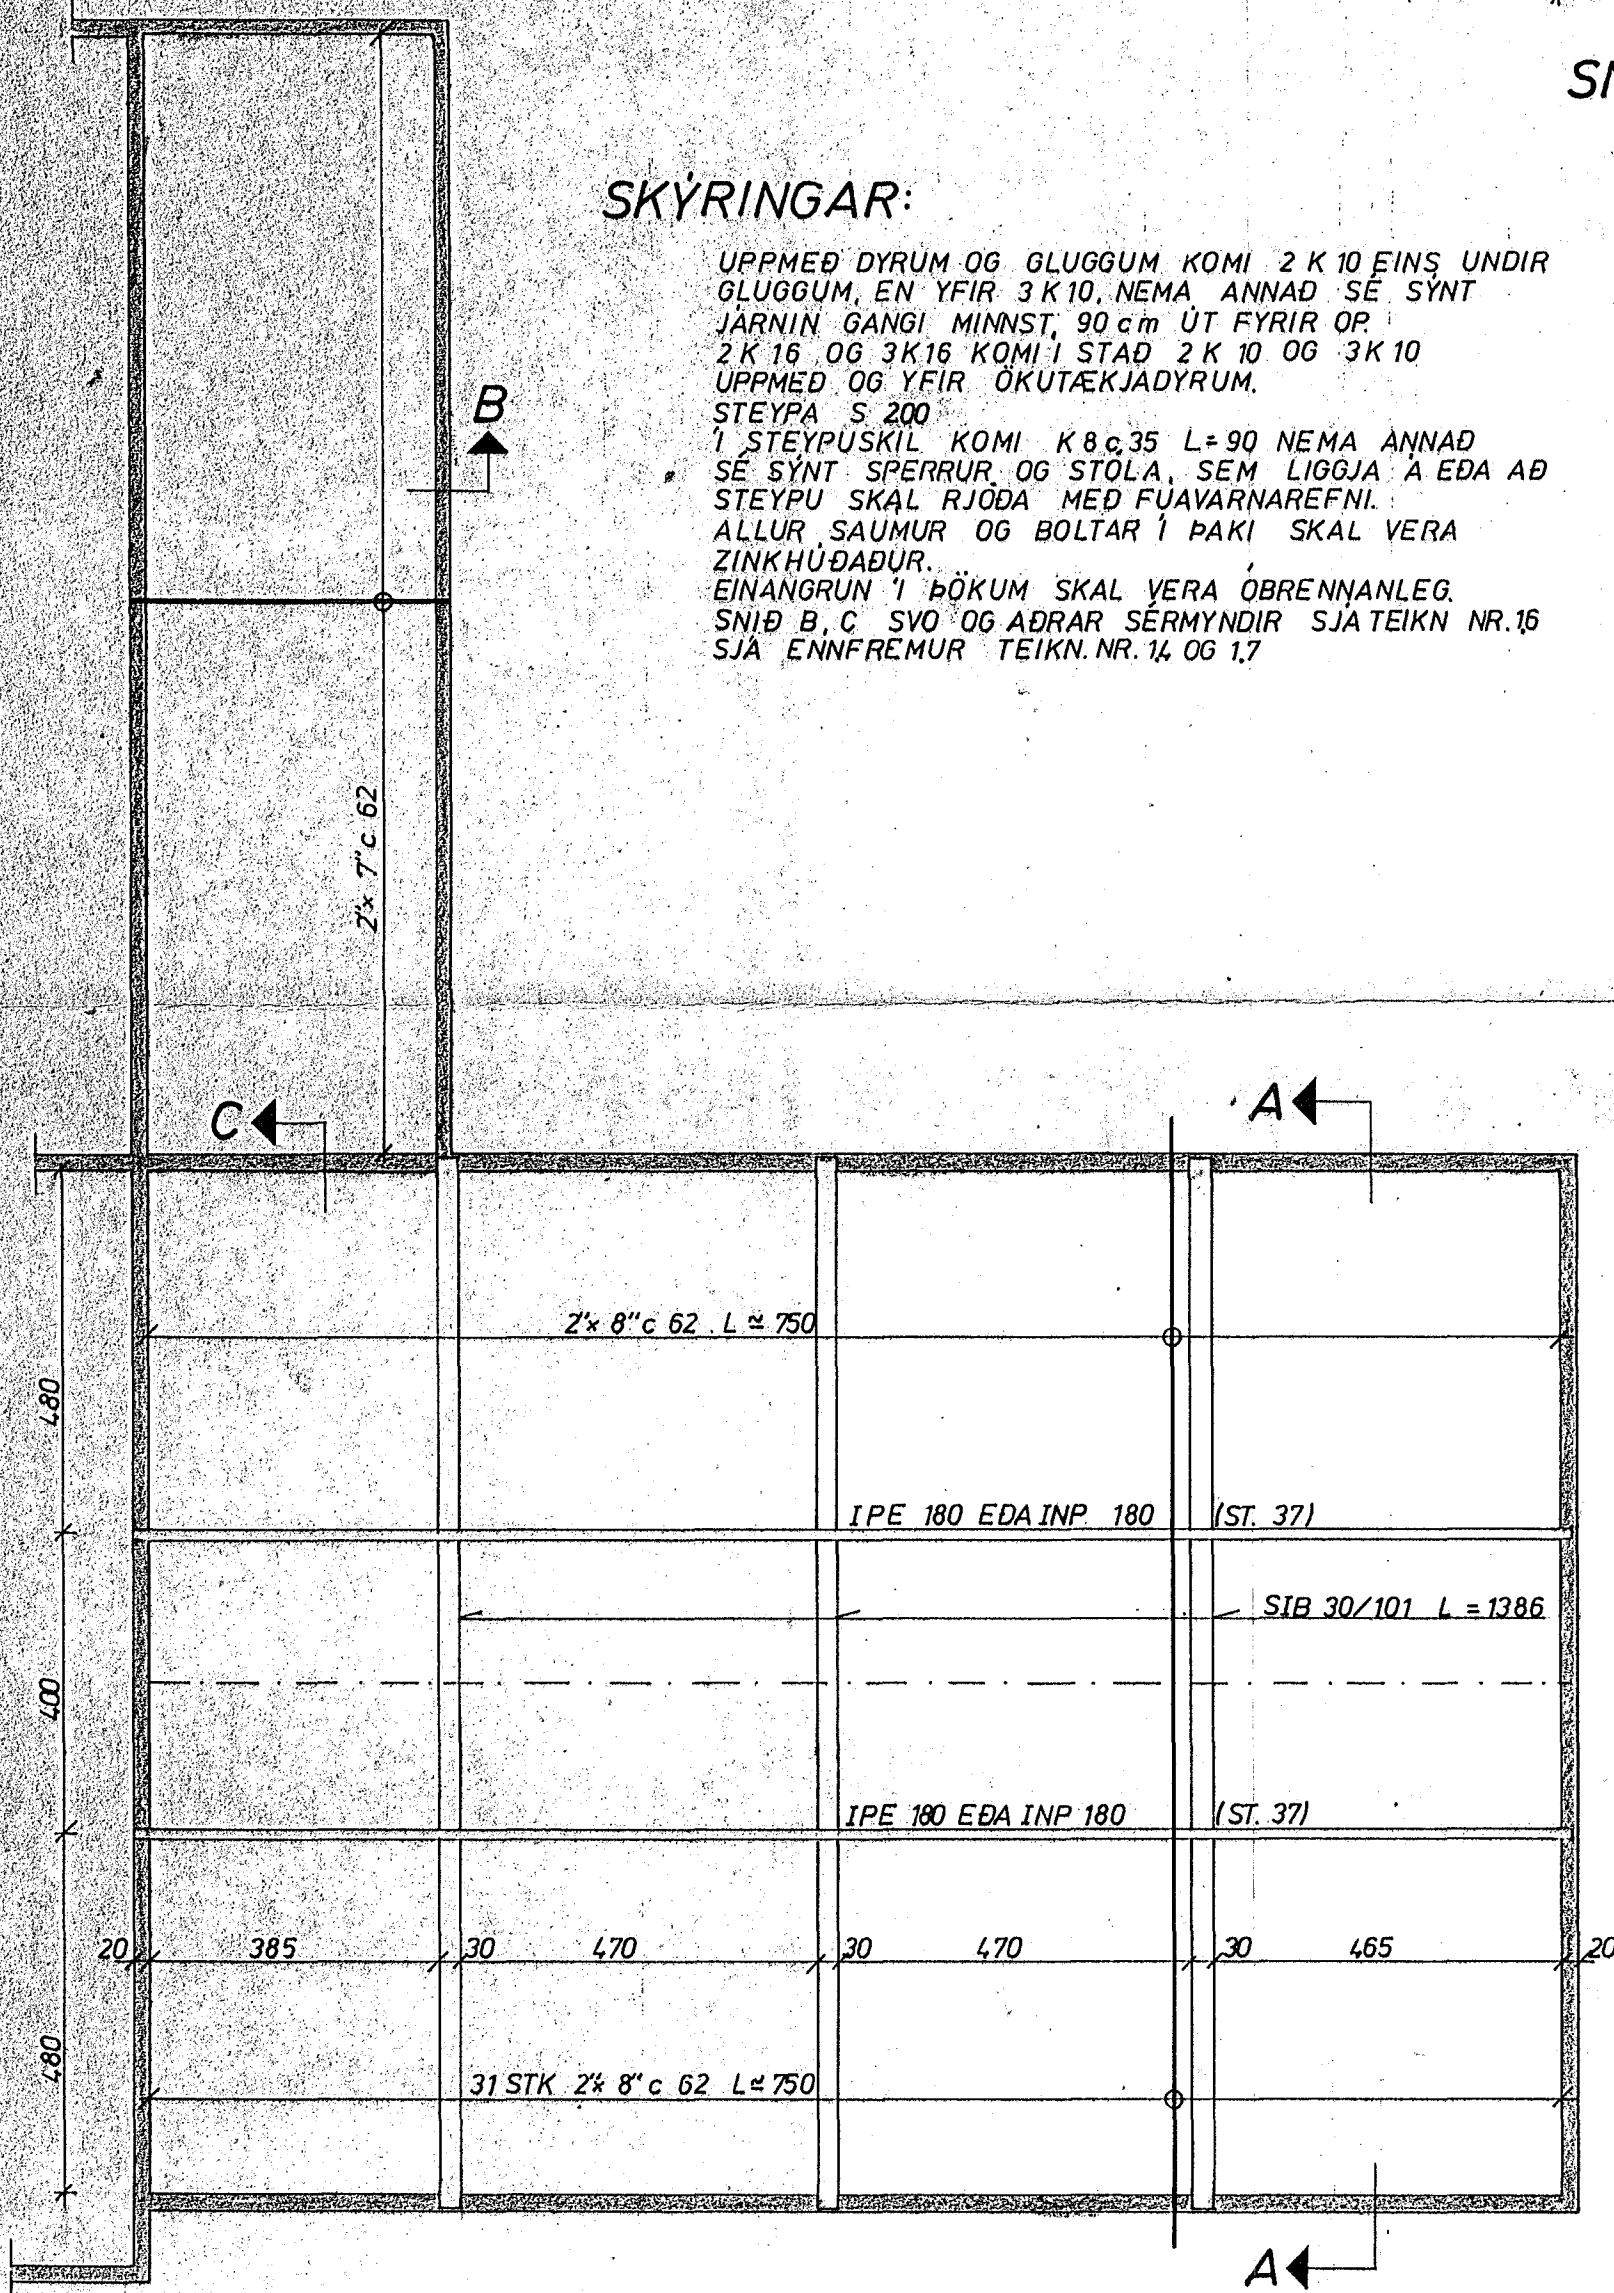 SKÝRINGAR:
UPPMEÐ DYRUM OG GLUGGUM KOMI 2 K 10 EINS UNDIR
GLUGGUM, EN YFIR 3 K 10. NEMA ANNAÐ SÉ SÝNT
JÁRNIN GANGI MINNST. 90 cm ÚT FYRIR OP.
2 K 16 OG 3 K 16 KOMI Í STAÐ 2 K 10 OG 3 K 10
UPPMEÐ OG YFIR ÖKUTÆKJADYRUM.
STEYPA S 200
Í STEYPUSKIL KOMI K 8 c 35 L = 90 NEMA ANNAÐ
SÉ SÝNT SPERRUR OG STÓLA, SEM LIGGJA Á EÐA AÐ
STEYPU SKAL RJÓÐA MEÐ FÚAVARNAREFNI.
ALLUR SAUMUR OG BOLTAR Í ÞAKI SKAL VERA
ZINKHÚÐAÐUR.
EINANGRUN Í ÞÖKUM SKAL VERA ÓBRENNANLEG.
SNIÐ B, C SVO OG AÐRAR SÉRMYNDIR SJÁ TEIKN NR. 1.6
SJÁ ENNFREMUR TEIKN. NR. 1.4 OG 1.7
B
2"x 7" c 62
C
A
2"x 8" c 62 . L ≃ 750
480
IPE 180 EÐA INP. 180 (ST. 37)
SIB 30/101 L = 1386
400
IPE 180 EÐA INP 180 (ST. 37)
20 385 30 470 30 470 30 465 20
480
31 STK 2"x 8" c 62 L ≃ 750
A